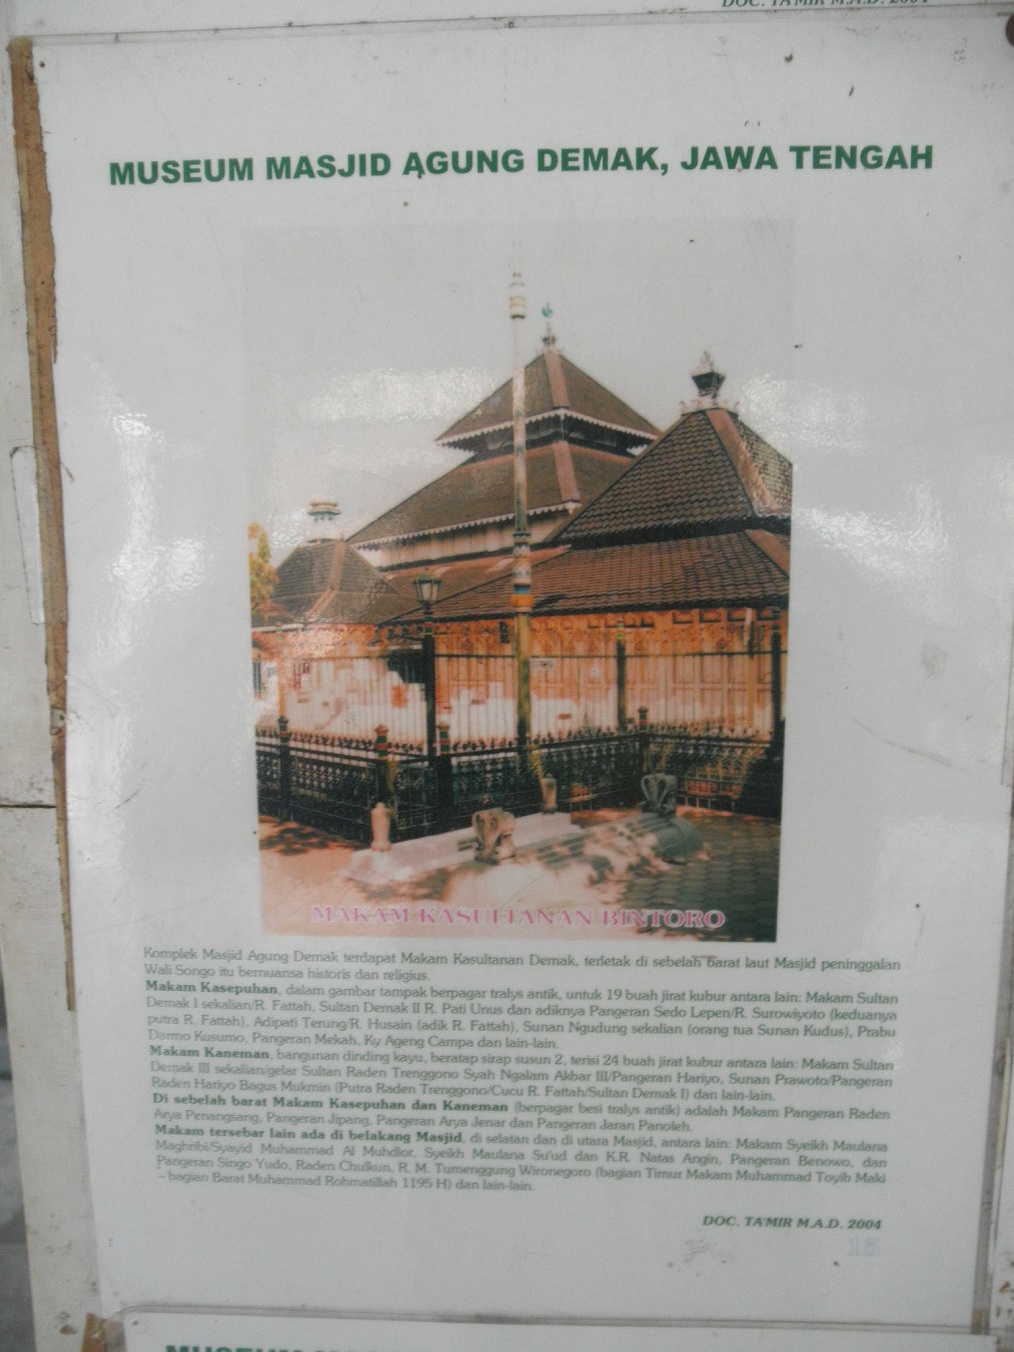 DOC. TA'MIR M.A.D. 2004
MUSEUM MASJID AGUNG DEMAK, JAWA TENGAH
MAKAM KASULTANAN BINTORO
Komplek Masjid Agung Demak terdapat Makam Kasultanan Demak, terletak di sebelah barat laut Masjid peninggalan
Wali Songo itu bernuansa historis dan religius.
Makam Kasepuhan, dalam gambar tampak berpagar tralys antik, untuk 19 buah jirat kubur antara lain: Makam Sultan
Demak I sekalian/R. Fattah, Sultan Demak II R. Pati Unus dan adiknya Pangeran Sedo Lepen/R. Surowiyoto (keduanya
putra R. Fattah), Adipati Terung/R. Husain (adik R. Fattah), Sunan Ngudung sekalian (orang tua Sunan Kudus), Prabu
Darmo Kusumo, Pangeran Mekah, Ky Ageng Campa dan lain-lain.
Makam Kaneman, bangunan dinding kayu, beratap sirap susun 2, terisi 24 buah jirat kubur antara lain: Makam Sultan
Demak III sekalian/gelar Sultan Raden Trenggono Syah Ngalam Akbar III/Pangeran Hariyo, Sunan Prawoto/Pangeran
Raden Hariyo Bagus Mukmin (Putra Raden Trenggono/Cucu R. Fattah/Sultan Demak I) dan lain-lain.
Di sebelah barat Makam Kasepuhan dan Kaneman (berpagar besi tralys antik) adalah Makam Pangeran Raden
Arya Penangsang, Pangeran Jipang, Pangeran Arya Jenar dan Pangeran Jaran Panoleh.
Makam tersebar lain ada di belakang Masjid, di selatan dan di utara Masjid, antara lain: Makam Syeikh Maulana
Maghribi/Syayid Muhammad Al Muhdlor, Syeikh Maulana Su'ud dan K.R. Natas Angin, Pangeran Benowo, dan
Pangeran Singo Yudo, Raden Chulkun, R. M. Tumenggung Wironegoro (bagian Timur Makam Muhammad Toyib Maki
– bagian Barat Muhammad Rohmatillah 1195 H) dan lain-lain.
DOC. TA'MIR M.A.D. 2004
15